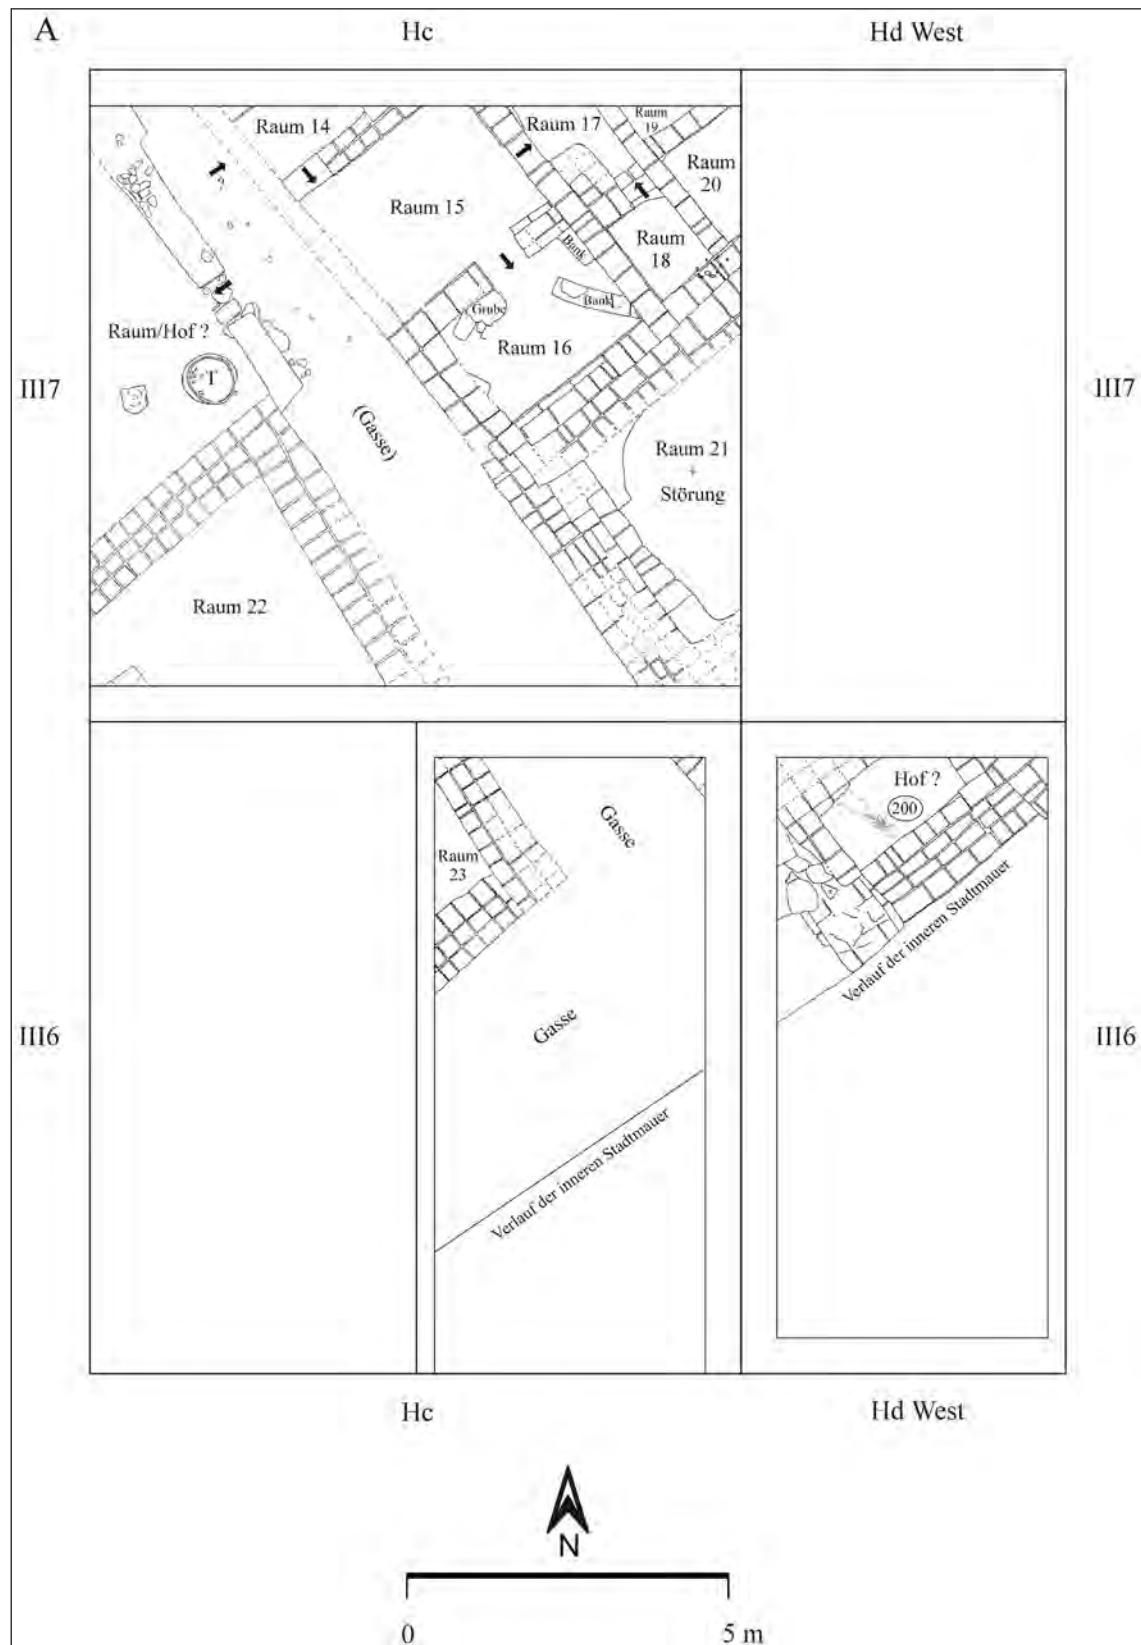 A
Hc
Hd West
Raum 14
Raum 17
Raum
19
Raum
20
Raum 15
Raum
18
Bank
Bank
Grube
Raum 16
Raum/Hof ?
T
III7
III7
(Gasse)
Raum 21
+
Störung
Raum 22
Hof ?
200
Gasse
Raum
23
Verlauf der inneren Stadtmauer
Gasse
III6
III6
Verlauf der inneren Stadtmauer
Hc
Hd West
N
0
5 m